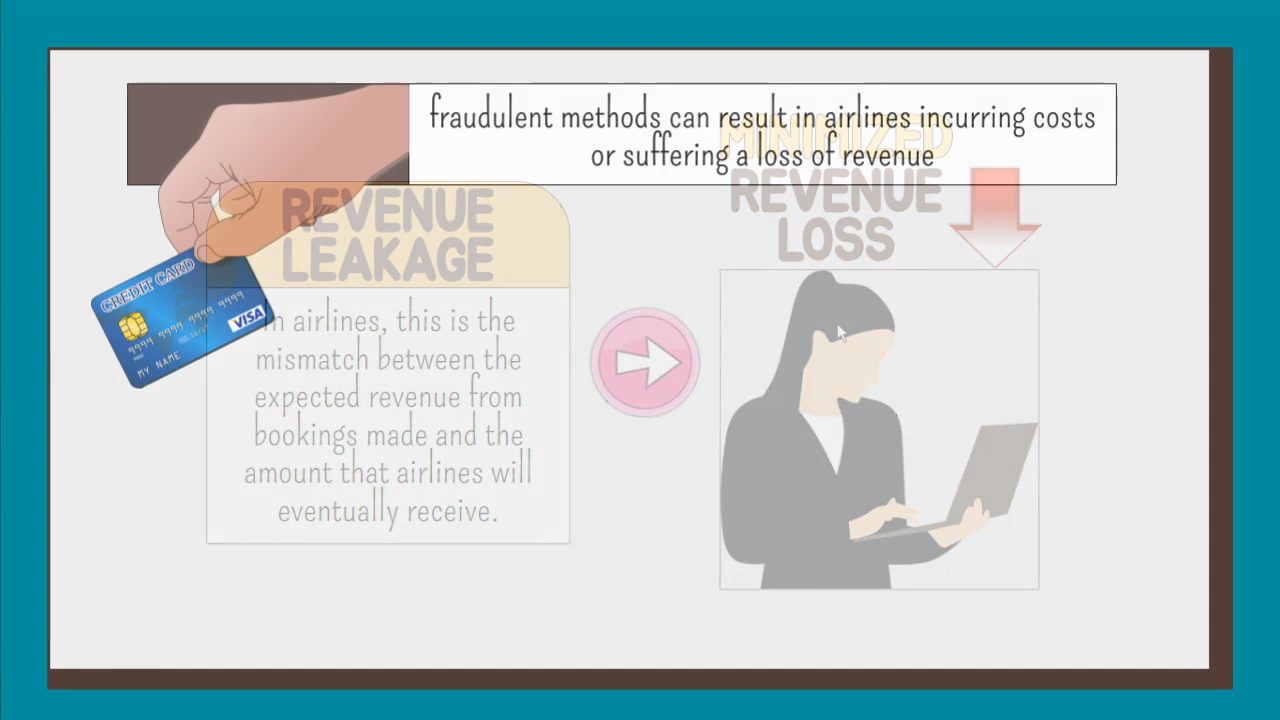 fraudulent methods can result in airlines incurring costs
or suffering a loss of revenue
MINIMIZED
REVENUE
LOSS
REVENUE
LEAKAGE
In airlines, this is the
mismatch between the
expected revenue from
bookings made and the
amount that airlines will
eventually receive.
CREDIT CARD
9999 9999 9999 9999
VISA
MY NAME